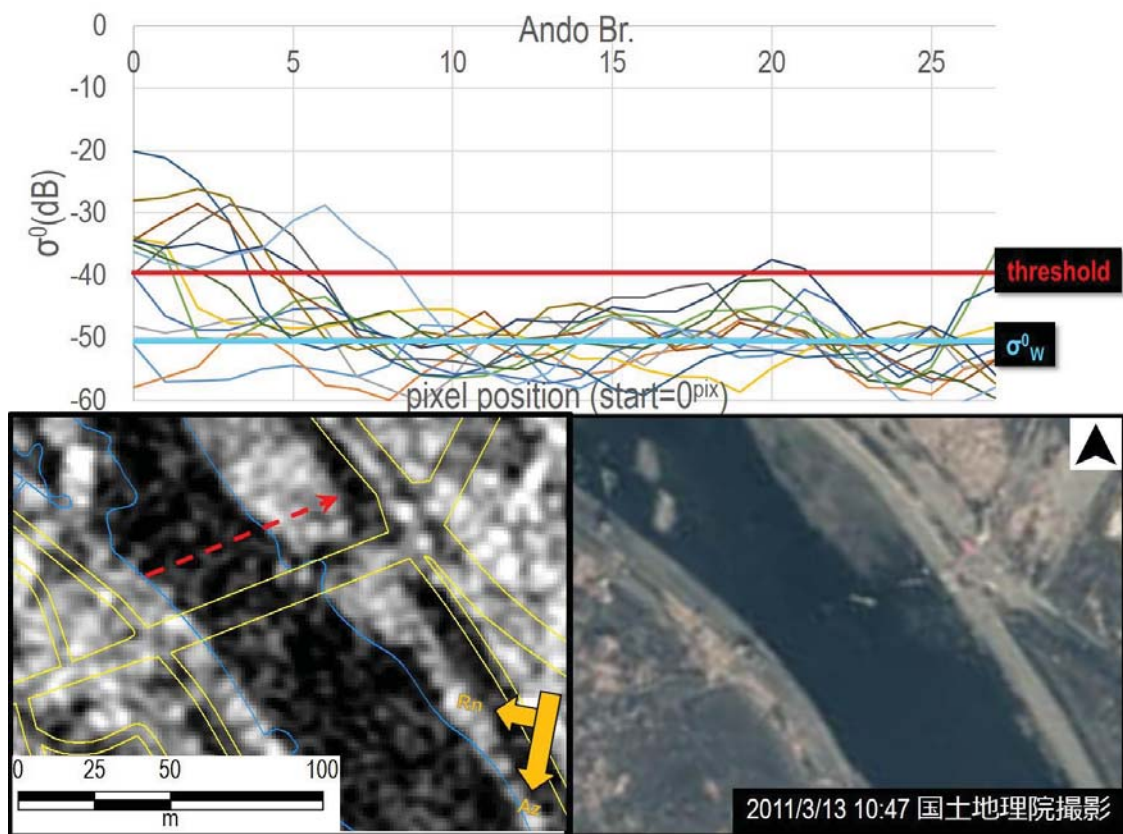 Ando Br.
0
-10
-20
-30
-40
-50
-60
0 5 10 15 20 25
σ⁰(dB)
threshold
σ⁰w
pixel position (start=0pix)
Rn
Az
0 25 50 100
m
2011/3/13 10:47 国土地理院撮影